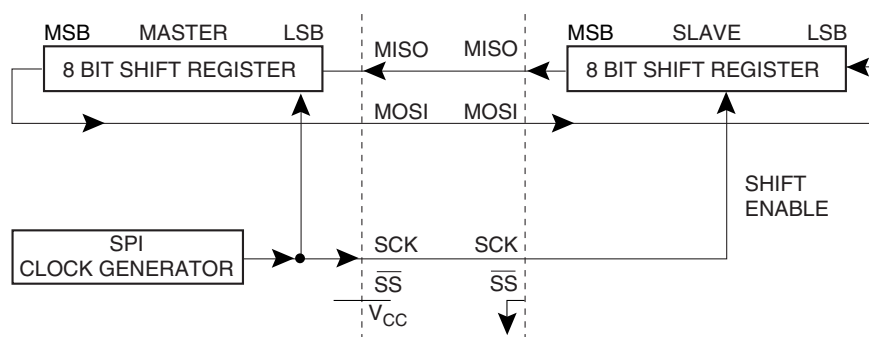 MSB MASTER LSB
8 BIT SHIFT REGISTER
MISO MISO
MSB SLAVE LSB
8 BIT SHIFT REGISTER
MOSI MOSI
SHIFT
ENABLE
SPI
CLOCK GENERATOR
SCK SCK
SS SS
VCC